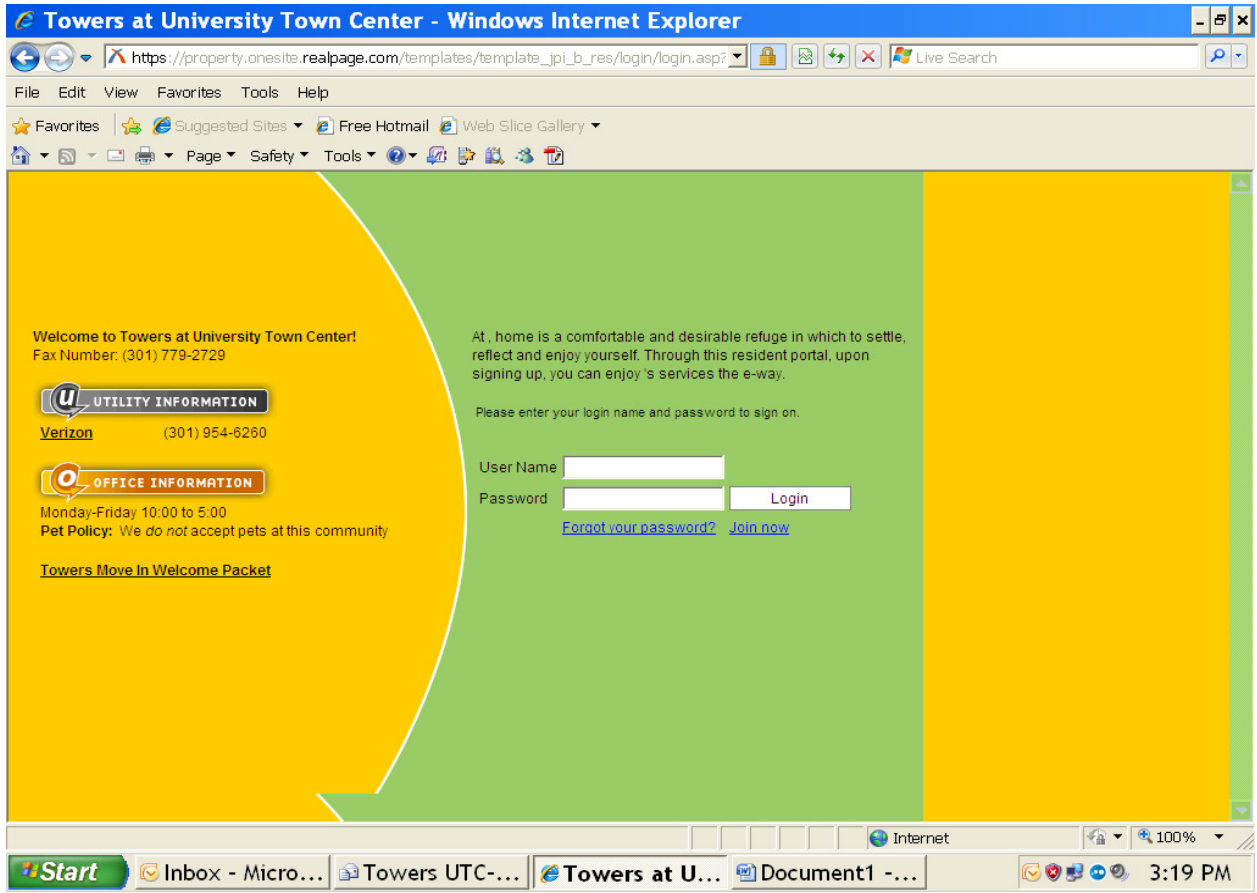 Towers at University Town Center - Windows Internet Explorer
https://property.onesite.realpage.com/templates/template_jpi_b_res/login/login.asp?
Live Search
File Edit View Favorites Tools Help
Favorites Suggested Sites Free Hotmail Web Slice Gallery
Page Safety Tools
Welcome to Towers at University Town Center!
Fax Number: (301) 779-2729
U UTILITY INFORMATION
Verizon (301) 954-6260
O OFFICE INFORMATION
Monday-Friday 10:00 to 5:00
Pet Policy: We do not accept pets at this community
Towers Move In Welcome Packet
At , home is a comfortable and desirable refuge in which to settle,
reflect and enjoy yourself. Through this resident portal, upon
signing up, you can enjoy 's services the e-way.
Please enter your login name and password to sign on.
User Name
Password Login
Forgot your password? Join now
Internet 100%
Start Inbox - Micro... Towers UTC-... Towers at U... Document1 -... 3:19 PM